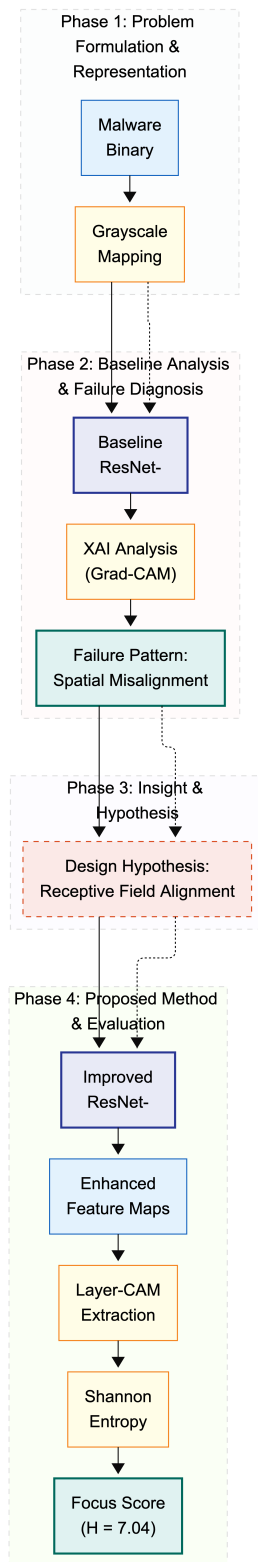 Phase 1: Problem
Formulation &
Representation
Malware
Binary
Grayscale
Mapping
Phase 2: Baseline Analysis
& Failure Diagnosis
Baseline
ResNet-
XAI Analysis
(Grad-CAM)
Failure Pattern:
Spatial Misalignment
Phase 3: Insight &
Hypothesis
Design Hypothesis:
Receptive Field Alignment
Phase 4: Proposed Method
& Evaluation
Improved
ResNet-
Enhanced
Feature Maps
Layer-CAM
Extraction
Shannon
Entropy
Focus Score
(H = 7.04)